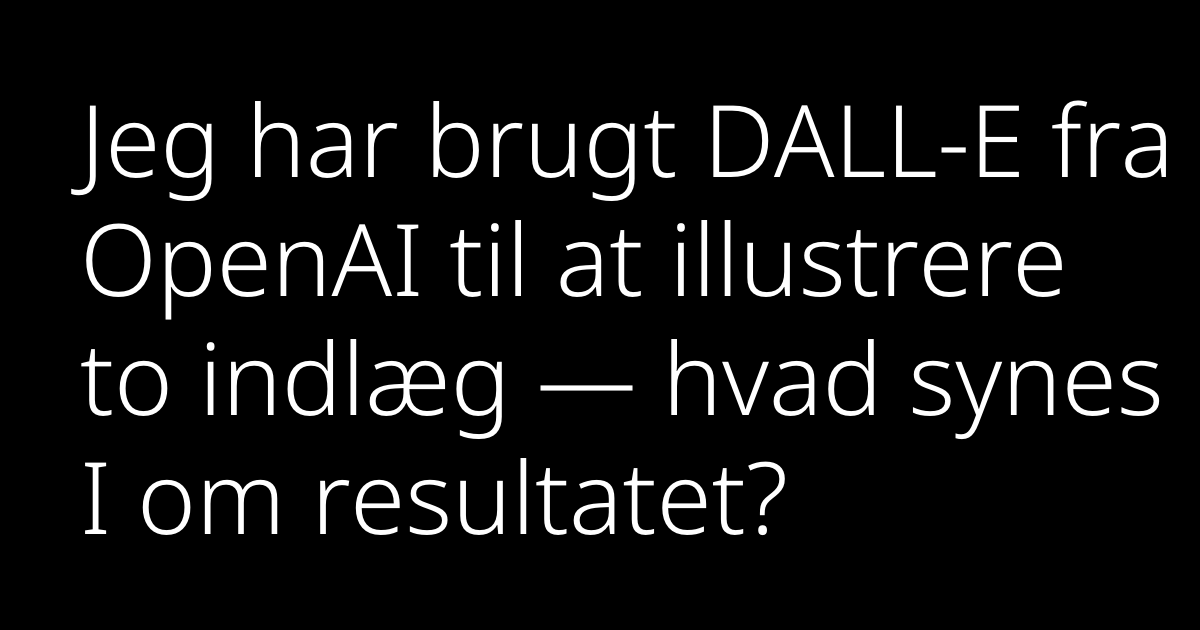 Jeg har brugt DALL-E fra
OpenAI til at illustrere
to indlæg — hvad synes
I om resultatet?